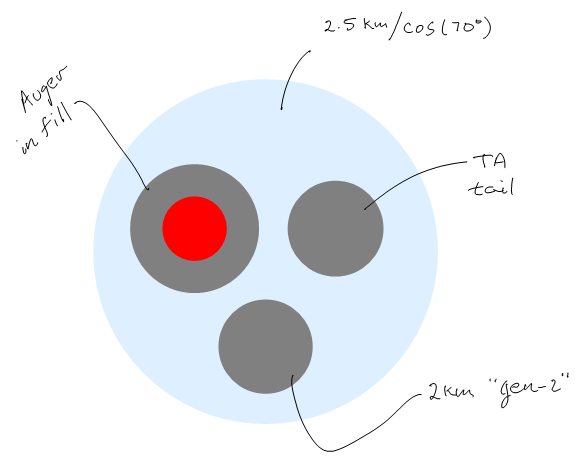 2.5 km/cos(70°)
Auger
in fill
TA
tail
2km "gen-2"